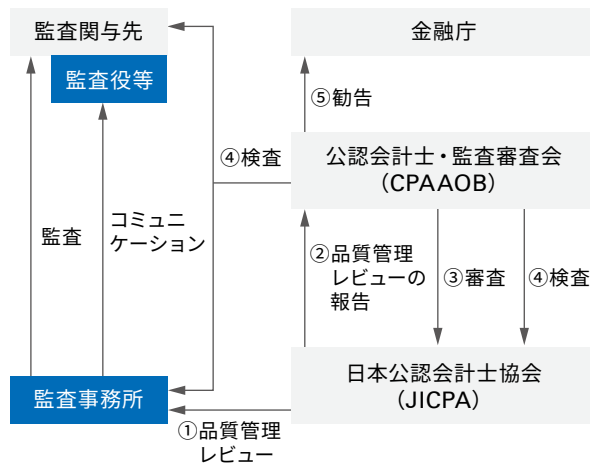 監査関与先
監査役等
金融庁
⑤勧告
④検査
公認会計士・監査審査会
（CPAAOB）
監査
コミュニ
ケーション
②品質管理
レビューの
報告
③審査
④検査
監査事務所
日本公認会計士協会
（JICPA）
①品質管理
レビュー